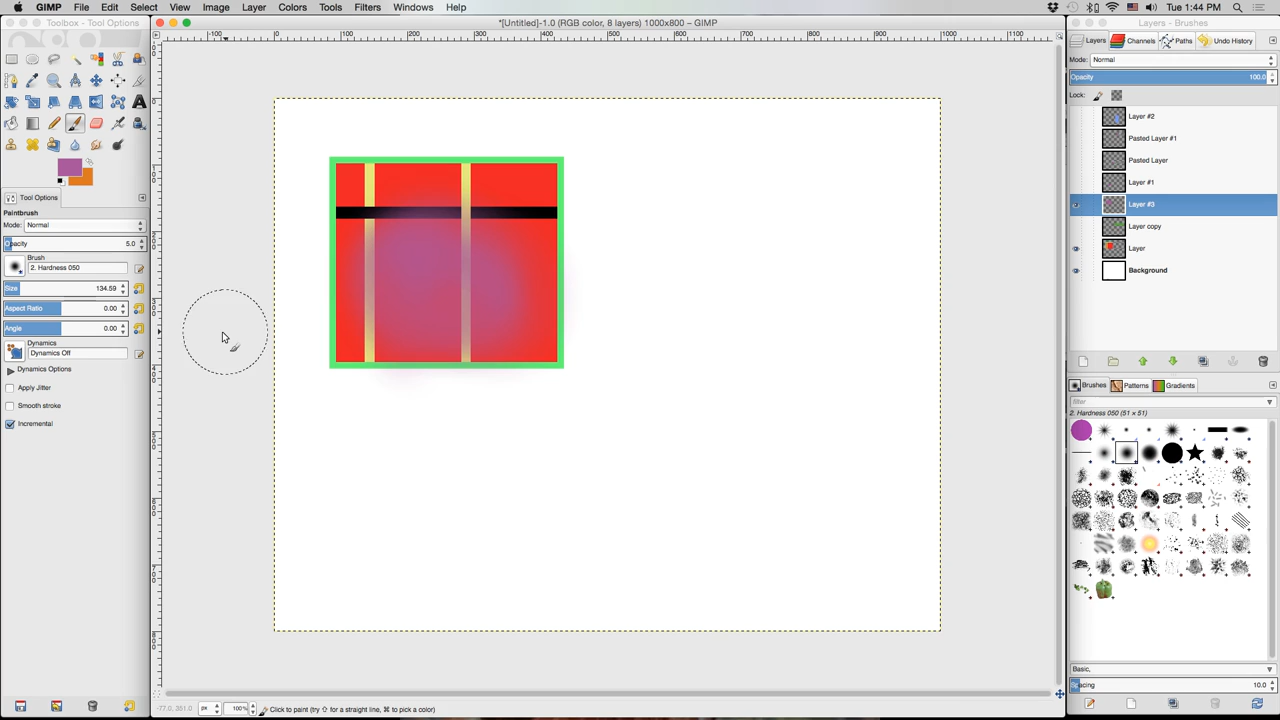 GIMP File Edit Select View Image Layer Colors Tools Filters Windows Help Tue 1:44 PM
Toolbox - Tool Options
*[Untitled]-1.0 (RGB color, 8 layers) 1000x800 – GIMP
Layers - Brushes
Layers Channels Paths Undo History
Mode: Normal
Opacity 100.0
Lock:
Layer #2
Pasted Layer #1
Pasted Layer
Layer #1
Layer #3
Layer copy
Layer
Background
Tool Options
Paintbrush
Mode: Normal
Opacity 5.0
Brush
2. Hardness 050
Size 134.59
Aspect Ratio 0.00
Angle 0.00
Dynamics
Dynamics Off
Dynamics Options
Apply Jitter
Smooth stroke
Incremental
Brushes Patterns Gradients
filter
2. Hardness 050 (51 x 51)
Basic,
Spacing 10.0
-77.0, 351.0 px 100% Click to paint (try ⇧ for a straight line, ⌘ to pick a color)